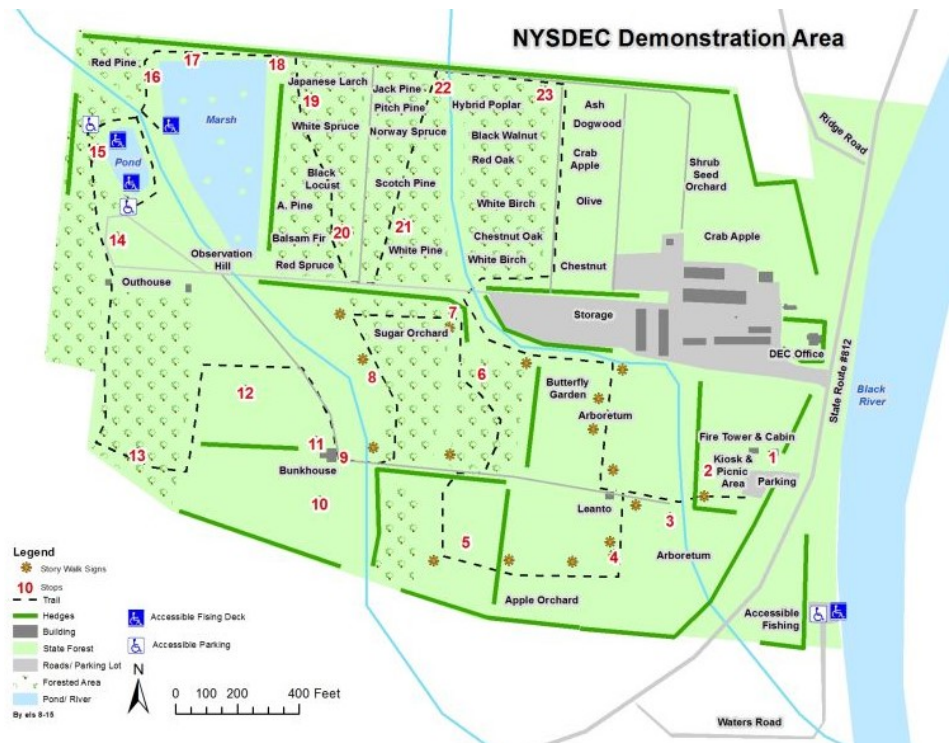 NYSDEC Demonstration Area
Red Pine
17
18
16
Japanese Larch
Jack Pine
22
23
Ash
19
Pitch Pine
Hybrid Poplar
Marsh
White Spruce
Norway Spruce
Dogwood
Ridge Road
Black Walnut
15
Pond
Black
Locust
Red Oak
Crab
Apple
Shrub
Seed
Orchard
Scotch Pine
A. Pine
White Birch
Olive
14
20
21
Balsam Fir
Chestnut Oak
Crab Apple
Observation
Hill
White Pine
White Birch
Red Spruce
Chestnut
Outhouse
7
Storage
Sugar Orchard
DEC Office
State Route #812
Black
River
8
6
12
Butterfly
Garden
Arboretum
Fire Tower & Cabin
11
9
13
Bunkhouse
2
Kiosk &
Picnic
Area
1
Parking
10
Leanto
3
5
4
Arboretum
Apple Orchard
Accessible
Fishing
Waters Road
Legend
Story Walk Signs
10 Stops
Trail
Hedges
Building
State Forest
Roads/ Parking Lot
Forested Area
Pond/ River
By els 8-15
Accessible Fising Deck
Accessible Parking
N
0 100 200 400 Feet